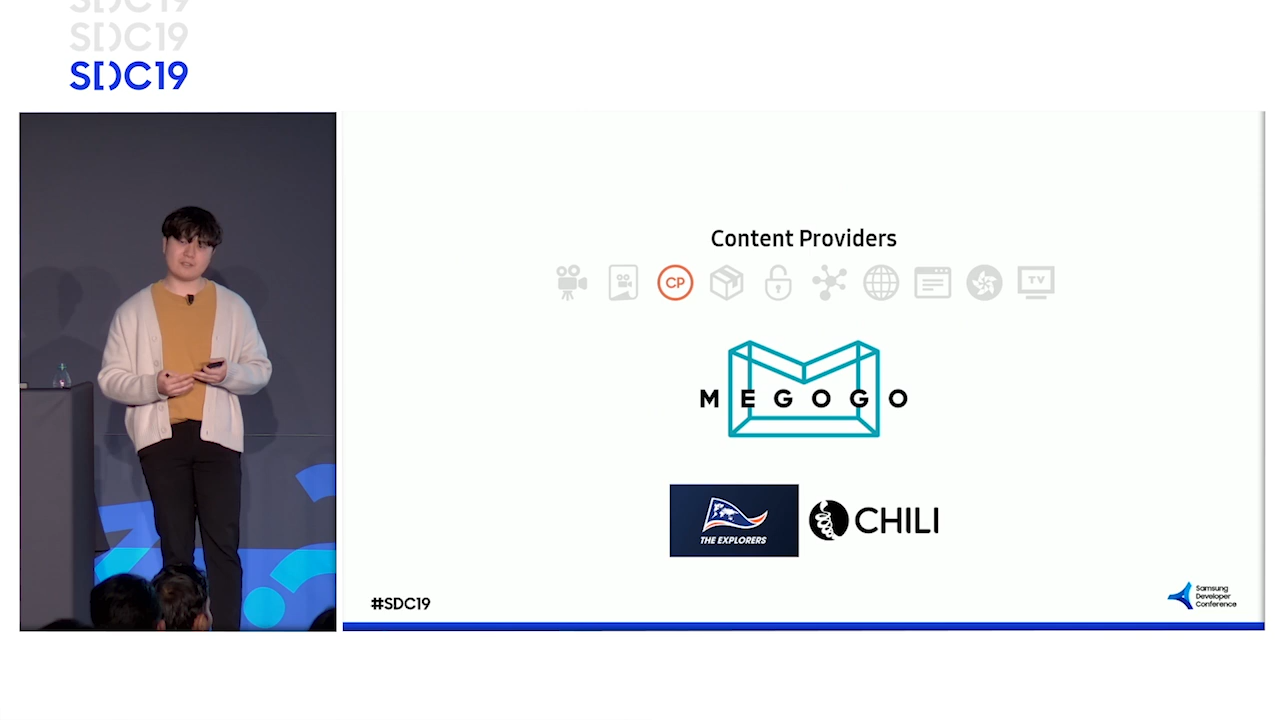 SDC19
SDC19
SDC19
Content Providers
CP
TV
MEGOGO
THE EXPLORERS
CHILI
#SDC19
Samsung
Developer
Conference